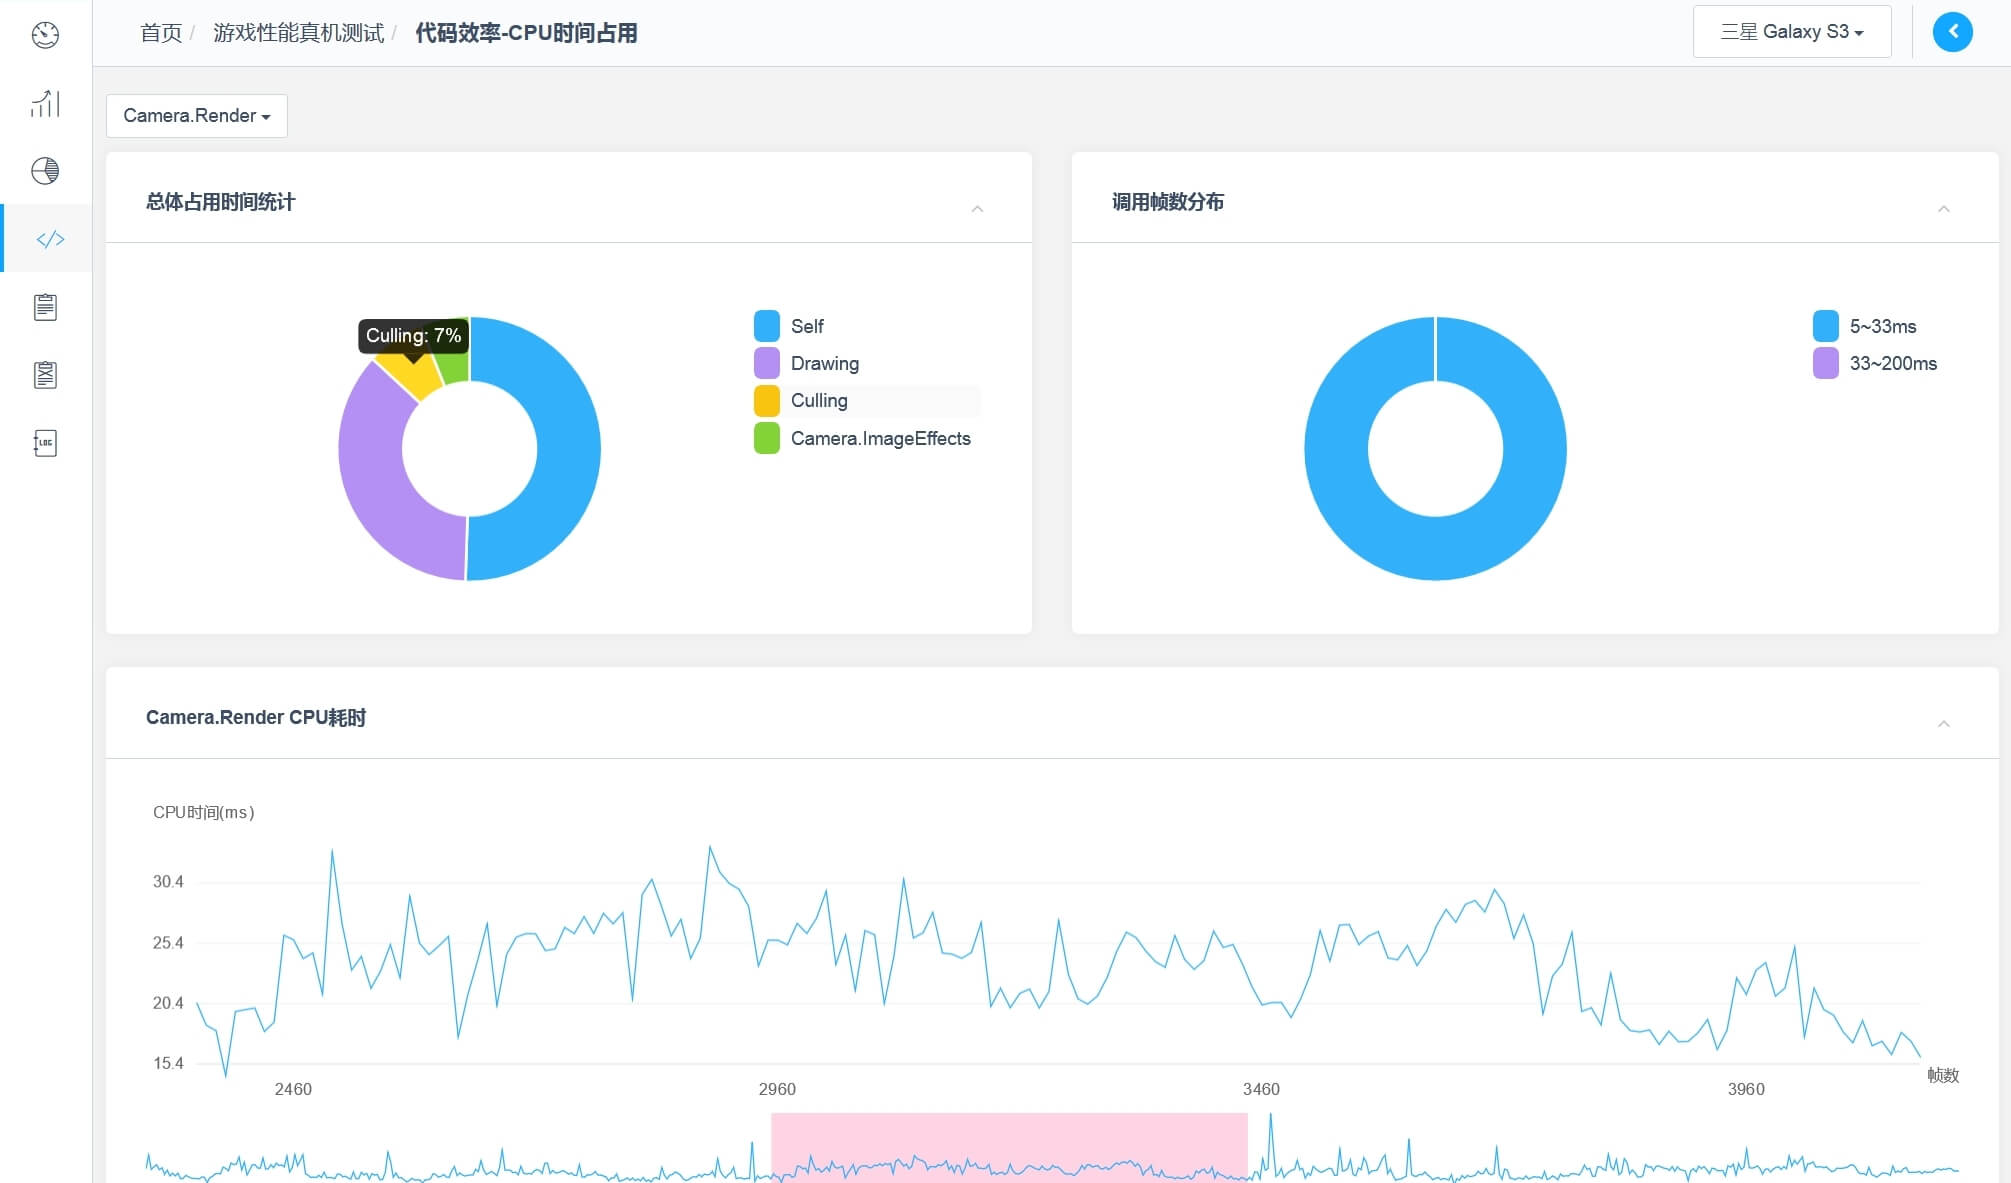 首页 / 游戏性能真机测试 / 代码效率-CPU时间占用
三星 Galaxy S3
Camera.Render
总体占用时间统计
Culling: 7%
Self
Drawing
Culling
Camera.ImageEffects
调用帧数分布
5~33ms
33~200ms
LOG
Camera.Render CPU耗时
CPU时间(ms)
30.4
25.4
20.4
15.4
2460
2960
3460
3960
帧数